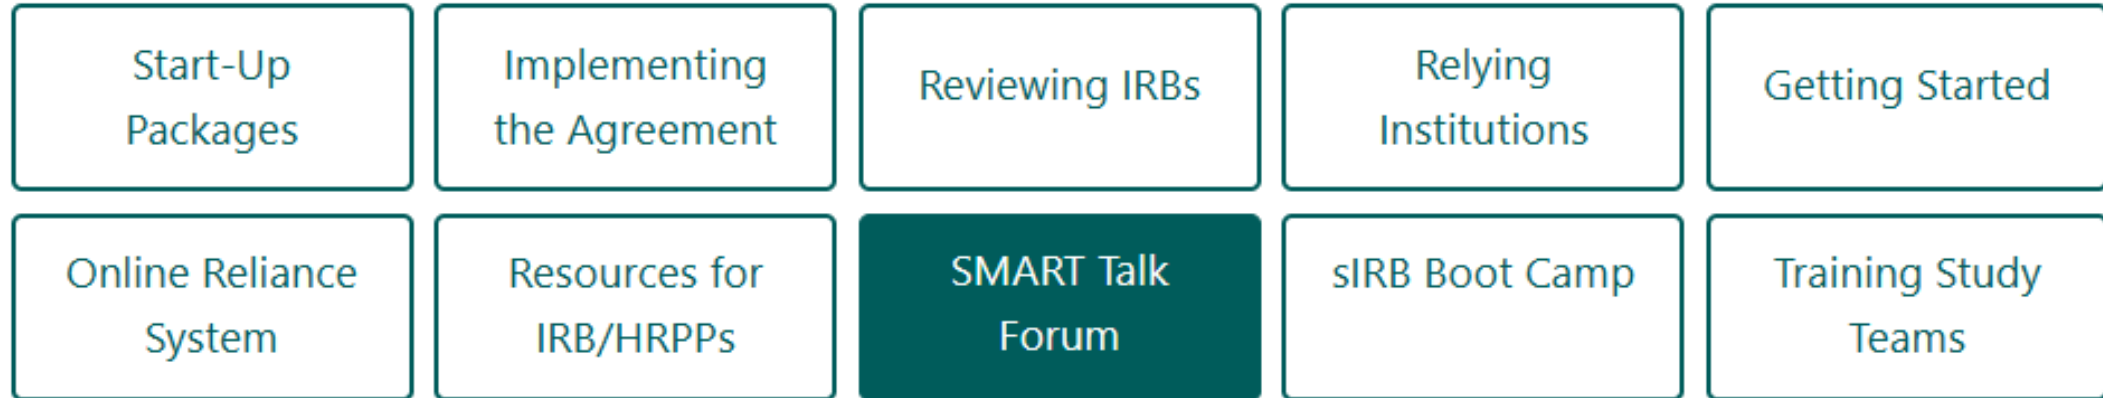 Start-Up
Packages
Implementing
the Agreement
Reviewing IRBs
Relying
Institutions
Getting Started
Online Reliance
System
Resources for
IRB/HRPPs
SMART Talk
Forum
sIRB Boot Camp
Training Study
Teams